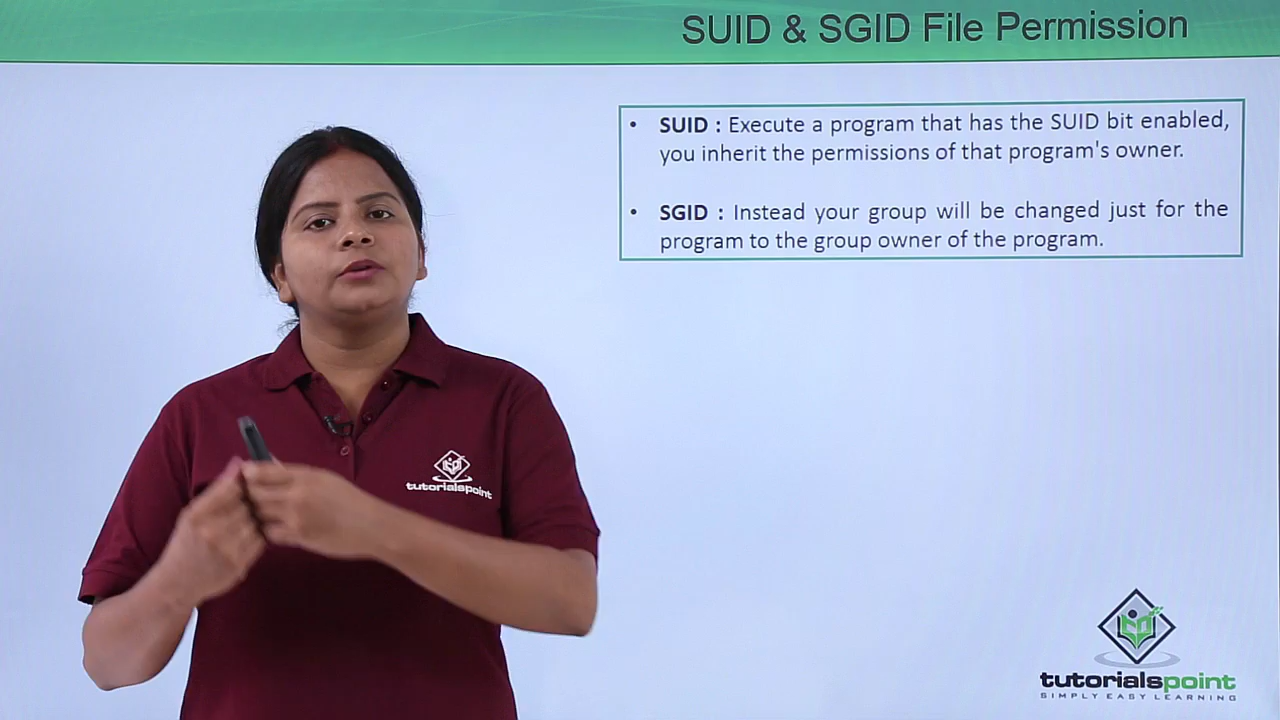 SUID & SGID File Permission
• SUID : Execute a program that has the SUID bit enabled,
you inherit the permissions of that program's owner.
• SGID : Instead your group will be changed just for the
program to the group owner of the program.
tutorialspoint
tutorialspoint
SIMPLY EASY LEARNING